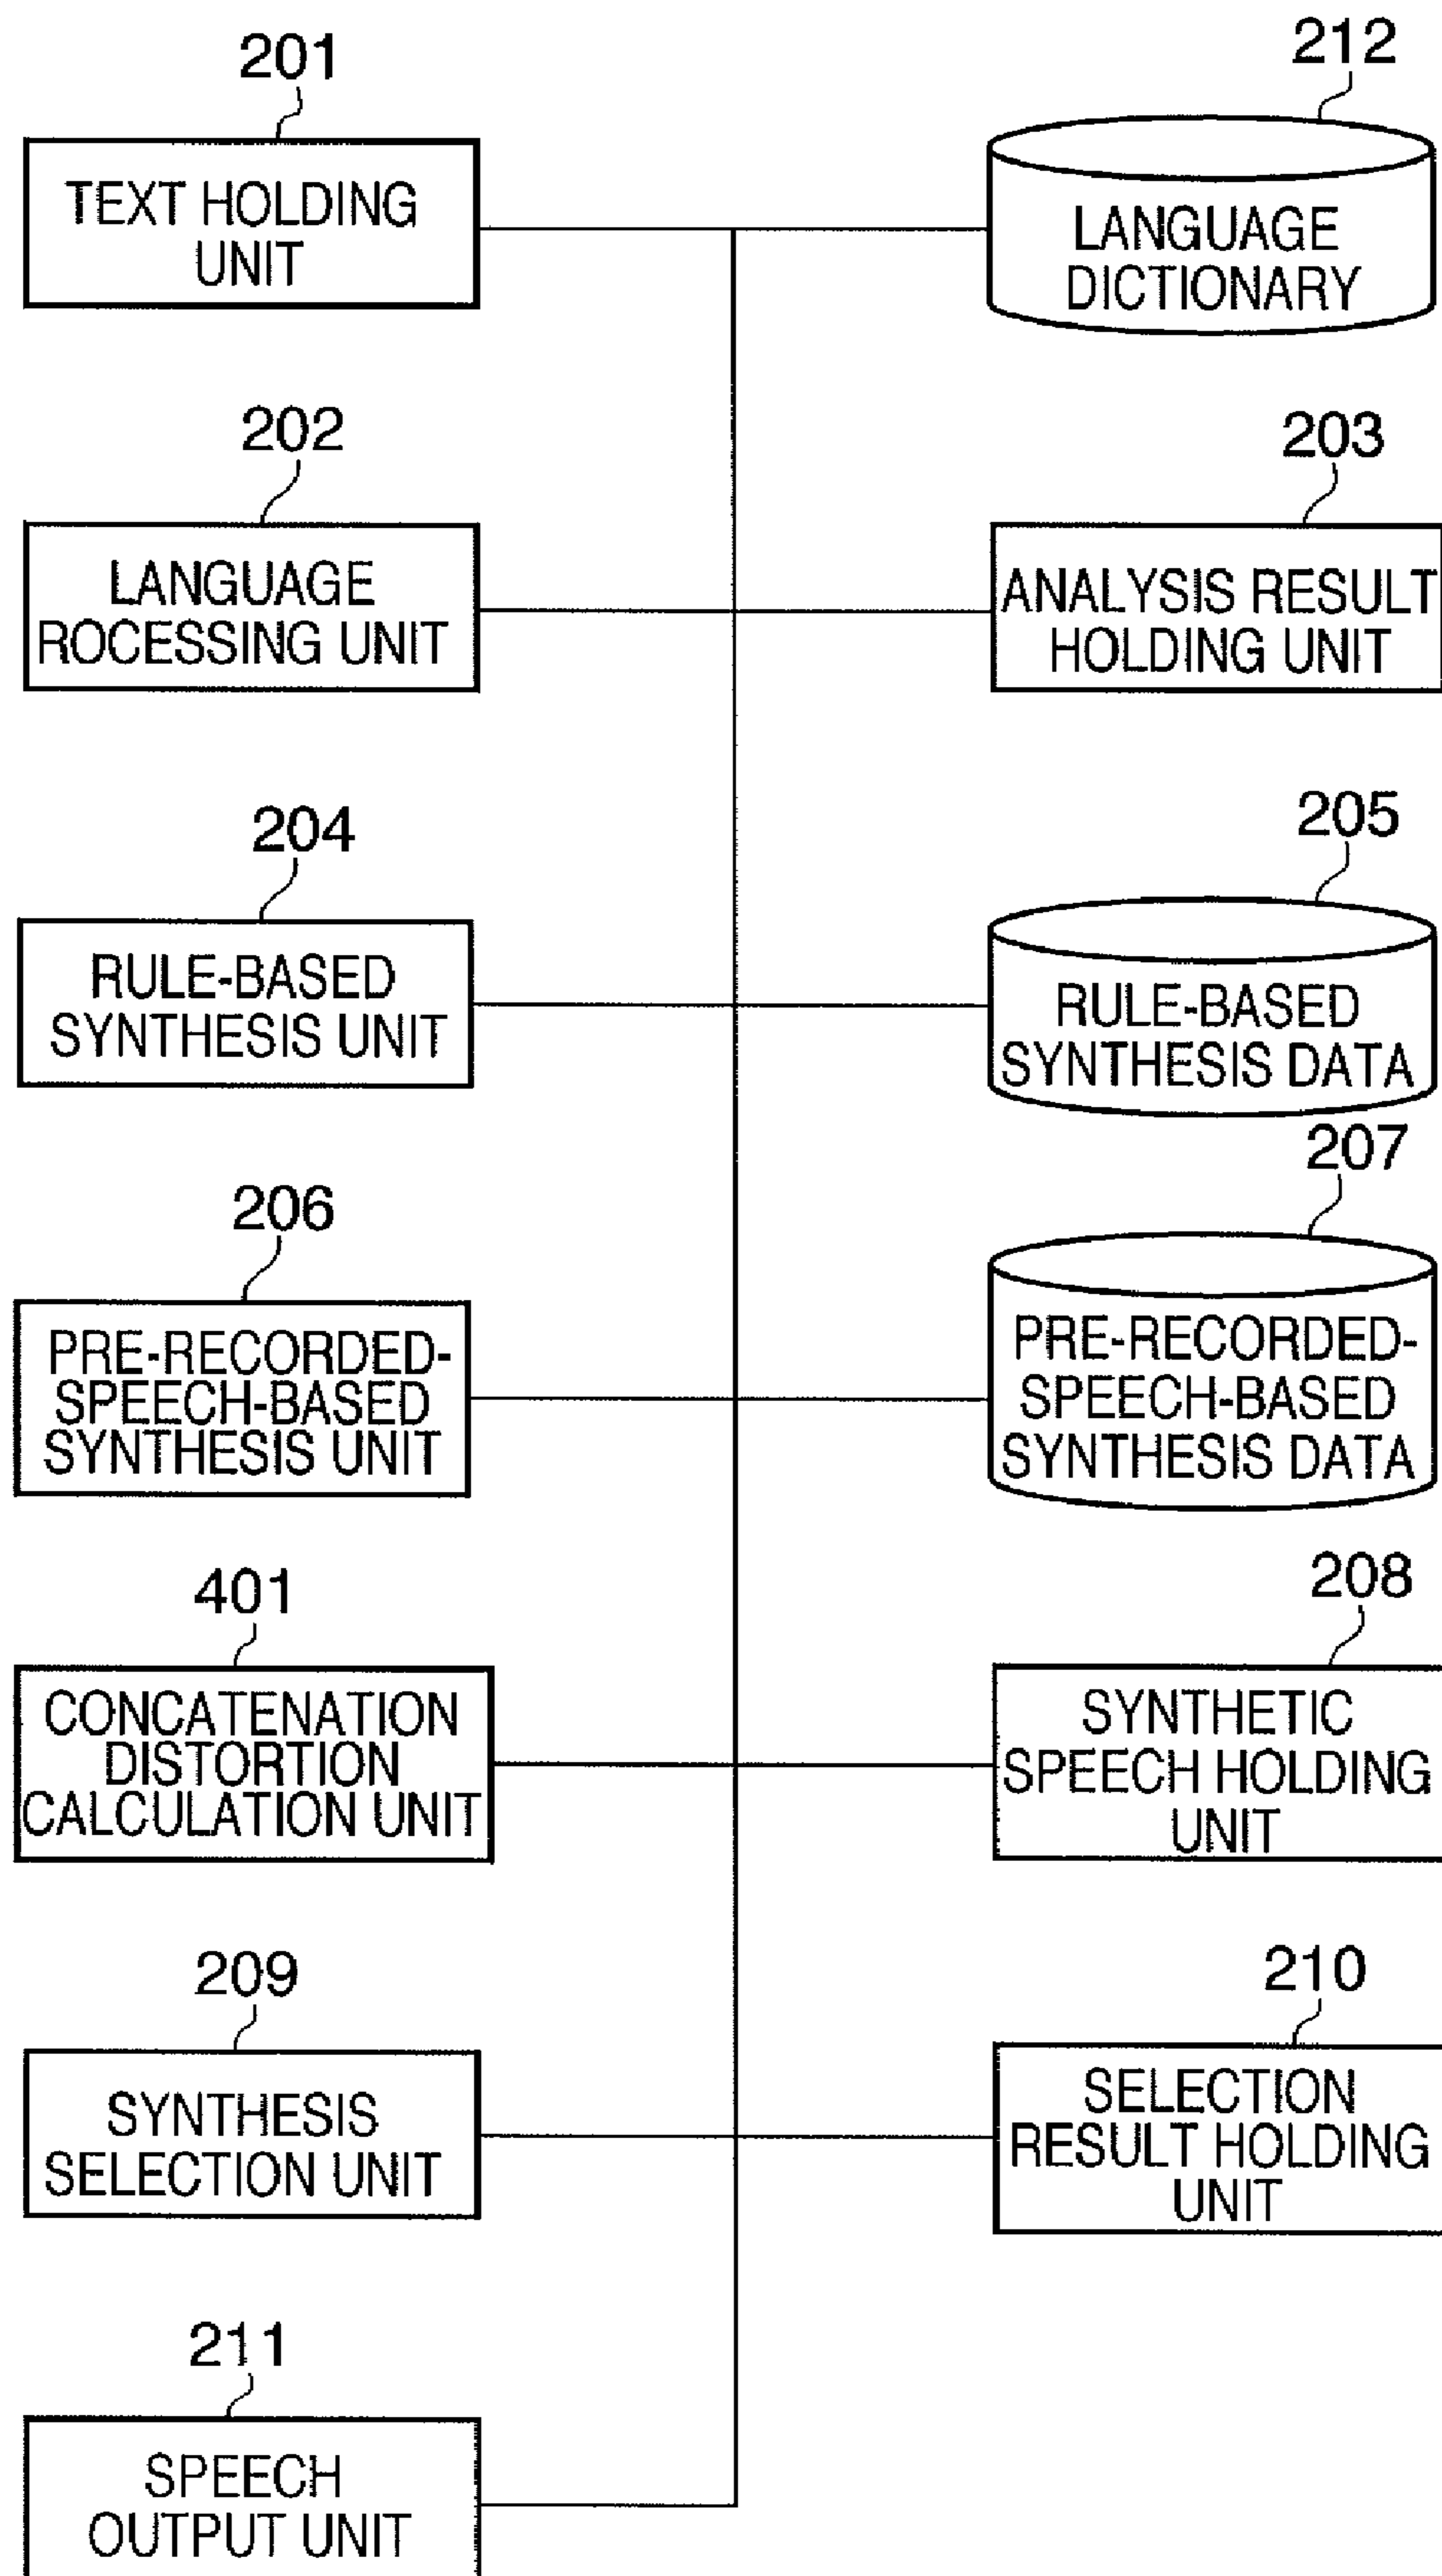 201
TEXT HOLDING
UNIT
212
LANGUAGE
DICTIONARY
202
LANGUAGE
ROCESSING UNIT
203
ANALYSIS RESULT
HOLDING UNIT
204
RULE-BASED
SYNTHESIS UNIT
205
RULE-BASED
SYNTHESIS DATA
206
PRE-RECORDED-
SPEECH-BASED
SYNTHESIS UNIT
207
PRE-RECORDED-
SPEECH-BASED
SYNTHESIS DATA
401
CONCATENATION
DISTORTION
CALCULATION UNIT
208
SYNTHETIC
SPEECH HOLDING
UNIT
209
SYNTHESIS
SELECTION UNIT
210
SELECTION
RESULT HOLDING
UNIT
211
SPEECH
OUTPUT UNIT